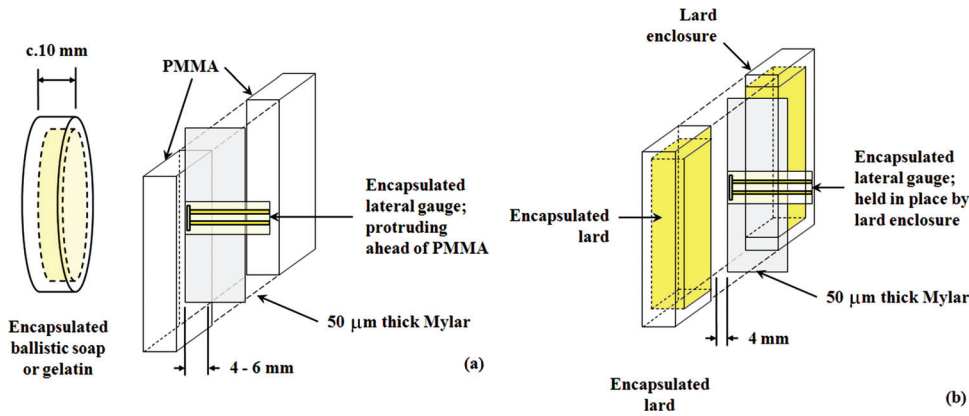 c.10 mm
PMMA
Encapsulated
lateral gauge;
protruding
ahead of PMMA
50 μm thick Mylar
4 - 6 mm
Encapsulated
ballistic soap
or gelatin
(a)
Lard
enclosure
Encapsulated
lateral gauge;
held in place by
lard enclosure
Encapsulated
lard
50 μm thick Mylar
4 mm
Encapsulated
lard
(b)